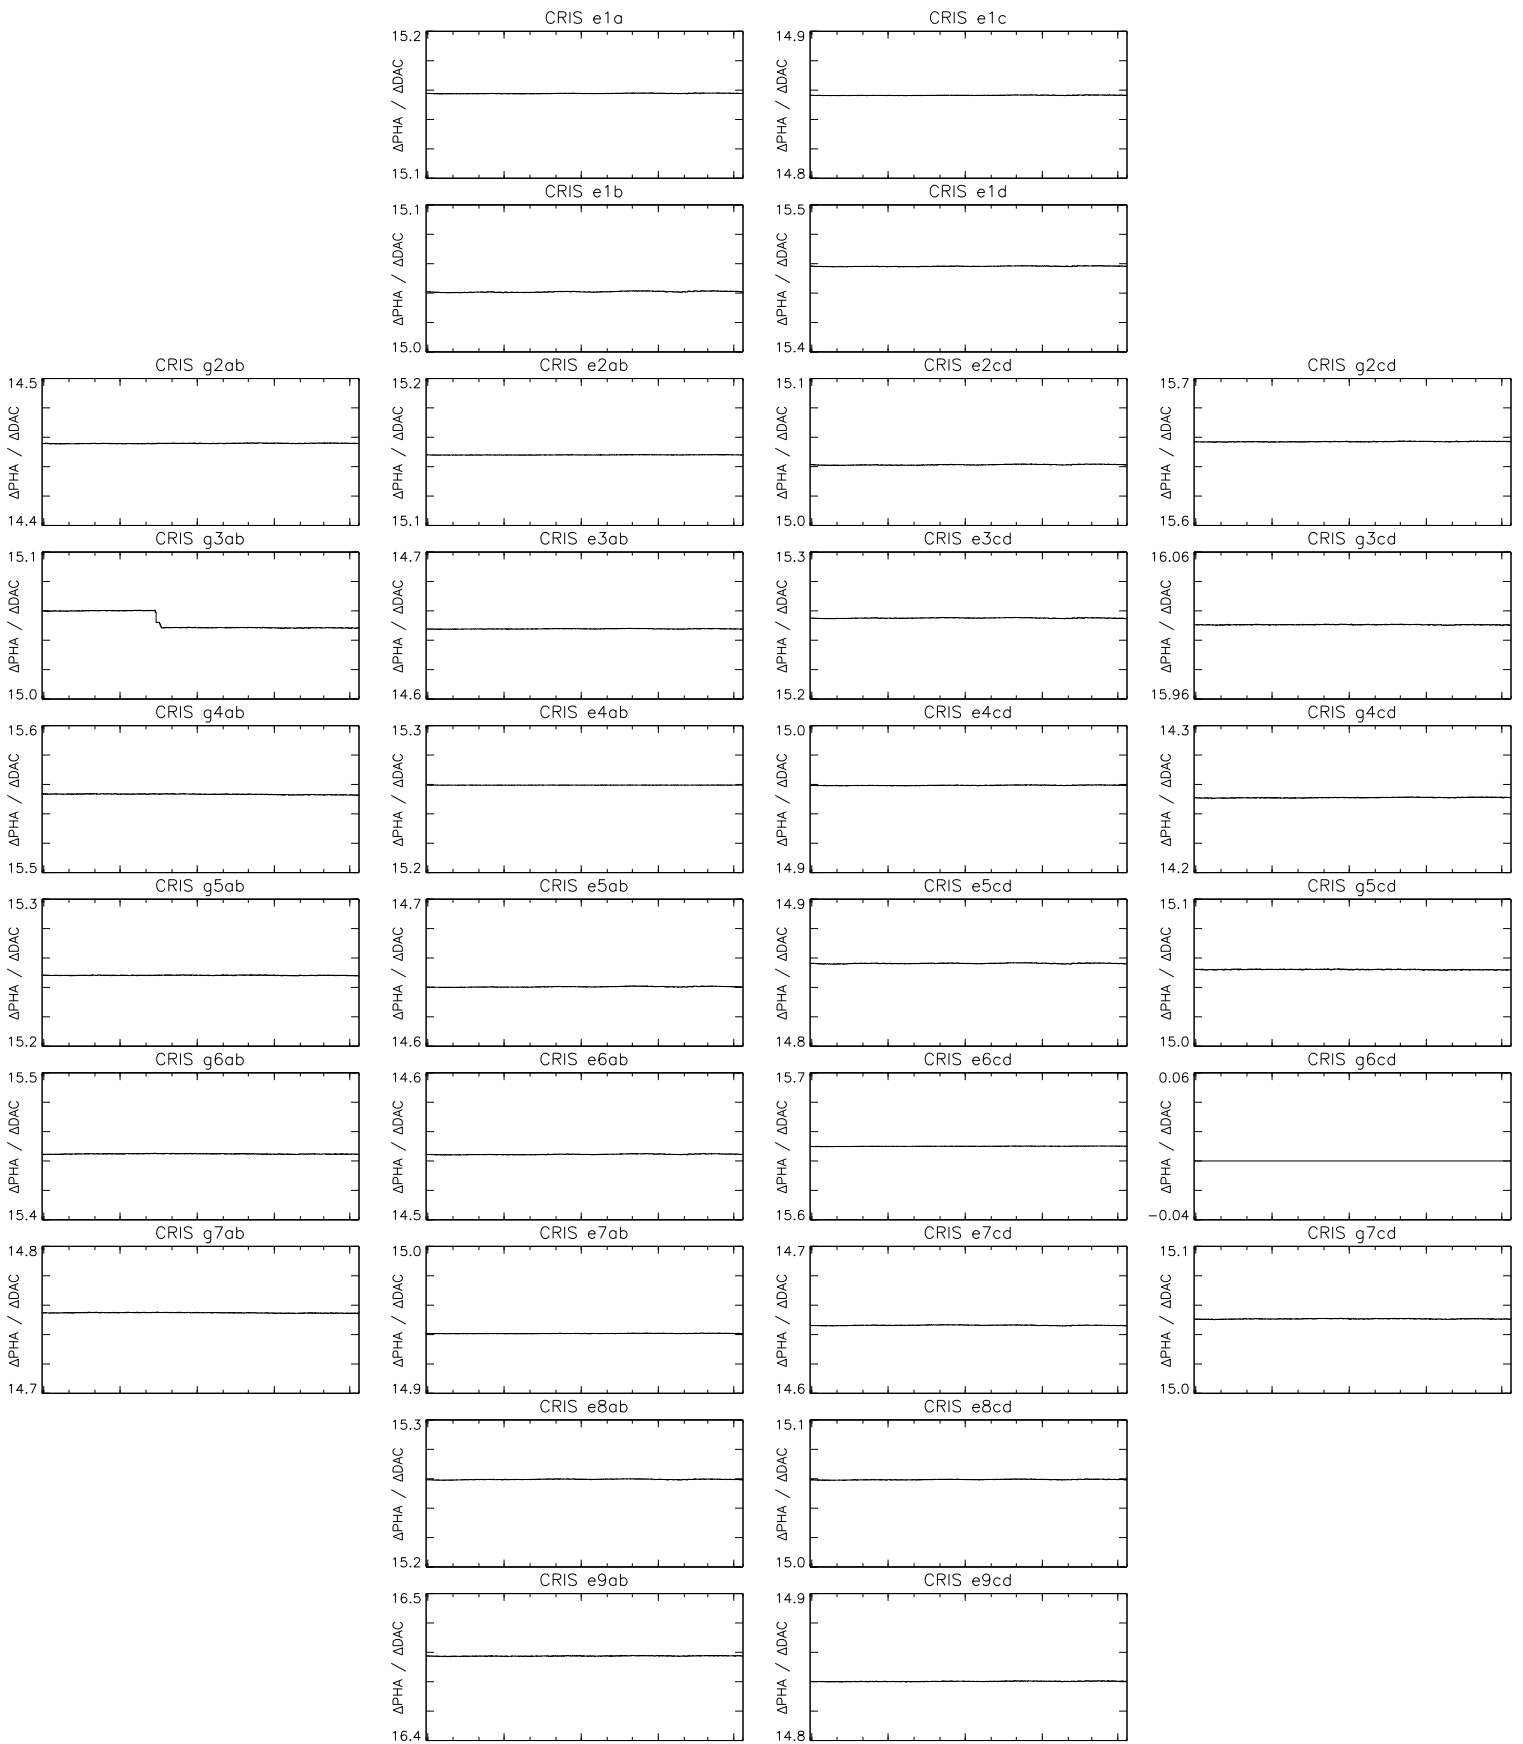 CRIS e1a
15.2
ΔPHA / ΔDAC
15.1
CRIS e1c
14.9
ΔPHA / ΔDAC
14.8
CRIS e1b
15.1
ΔPHA / ΔDAC
15.0
CRIS e1d
15.5
ΔPHA / ΔDAC
15.4
CRIS g2ab
14.5
ΔPHA / ΔDAC
14.4
CRIS e2ab
15.2
ΔPHA / ΔDAC
15.1
CRIS e2cd
15.1
ΔPHA / ΔDAC
15.0
CRIS g2cd
15.7
ΔPHA / ΔDAC
15.6
CRIS g3ab
15.1
ΔPHA / ΔDAC
15.0
CRIS e3ab
14.7
ΔPHA / ΔDAC
14.6
CRIS e3cd
15.3
ΔPHA / ΔDAC
15.2
CRIS g3cd
16.06
ΔPHA / ΔDAC
15.96
CRIS g4ab
15.6
ΔPHA / ΔDAC
15.5
CRIS e4ab
15.3
ΔPHA / ΔDAC
15.2
CRIS e4cd
15.0
ΔPHA / ΔDAC
14.9
CRIS g4cd
14.3
ΔPHA / ΔDAC
14.2
CRIS g5ab
15.3
ΔPHA / ΔDAC
15.2
CRIS e5ab
14.7
ΔPHA / ΔDAC
14.6
CRIS e5cd
14.9
ΔPHA / ΔDAC
14.8
CRIS g5cd
15.1
ΔPHA / ΔDAC
15.0
CRIS g6ab
15.5
ΔPHA / ΔDAC
15.4
CRIS e6ab
14.6
ΔPHA / ΔDAC
14.5
CRIS e6cd
15.7
ΔPHA / ΔDAC
15.6
CRIS g6cd
0.06
ΔPHA / ΔDAC
−0.04
CRIS g7ab
14.8
ΔPHA / ΔDAC
14.7
CRIS e7ab
15.0
ΔPHA / ΔDAC
14.9
CRIS e7cd
14.7
ΔPHA / ΔDAC
14.6
CRIS g7cd
15.1
ΔPHA / ΔDAC
15.0
CRIS e8ab
15.3
ΔPHA / ΔDAC
15.2
CRIS e8cd
15.1
ΔPHA / ΔDAC
15.0
CRIS e9ab
16.5
ΔPHA / ΔDAC
16.4
CRIS e9cd
14.9
ΔPHA / ΔDAC
14.8